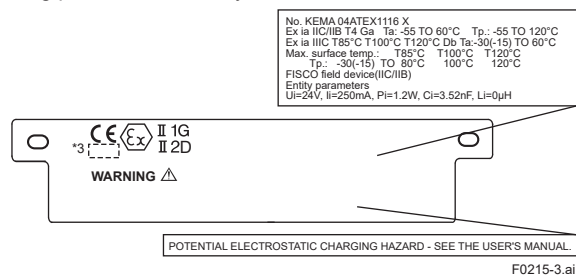 No. KEMA 04ATEX1116 X
Ex ia IIC/IIB T4 Ga Ta: -55 TO 60°C Tp.: -55 TO 120°C
Ex ia IIIC T85°C T100°C T120°C Db Ta:-30(-15) TO 60°C
Max. surface temp.: T85°C T100°C T120°C
Tp.: -30(-15) TO 80°C 100°C 120°C
FISCO field device(IIC/IIB)
Entity parameters
Ui=24V, Ii=250mA, Pi=1.2W, Ci=3.52nF, Li=0µH
CE Ex II 1G
*3 II 2D
WARNING ⚠
POTENTIAL ELECTROSTATIC CHARGING HAZARD - SEE THE USER'S MANUAL.
F0215-3.ai